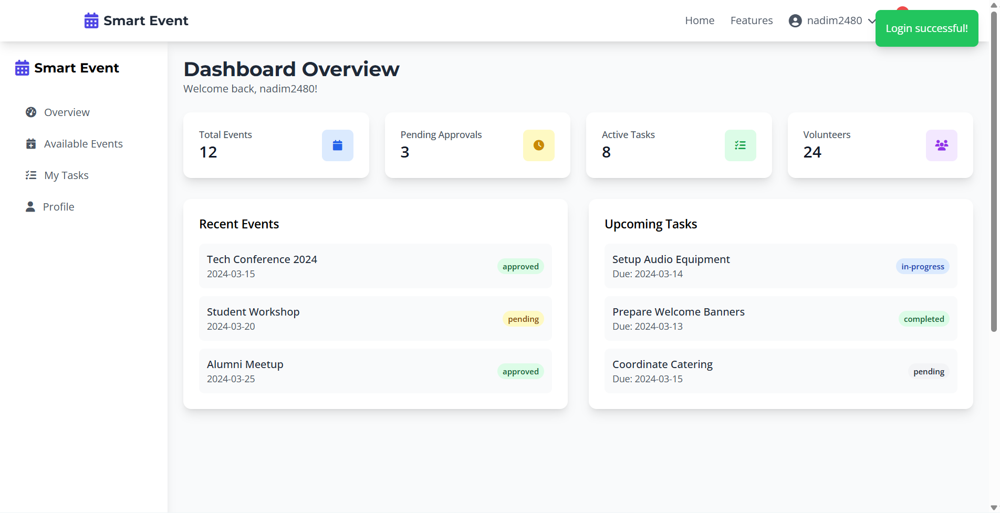 Smart Event
Home
Features
nadim2480
Login successful!
Smart Event
Overview
Available Events
My Tasks
Profile
Dashboard Overview
Welcome back, nadim2480!
Total Events
12
Pending Approvals
3
Active Tasks
8
Volunteers
24
Recent Events
Tech Conference 2024
2024-03-15
approved
Student Workshop
2024-03-20
pending
Alumni Meetup
2024-03-25
approved
Upcoming Tasks
Setup Audio Equipment
Due: 2024-03-14
in-progress
Prepare Welcome Banners
Due: 2024-03-13
completed
Coordinate Catering
Due: 2024-03-15
pending